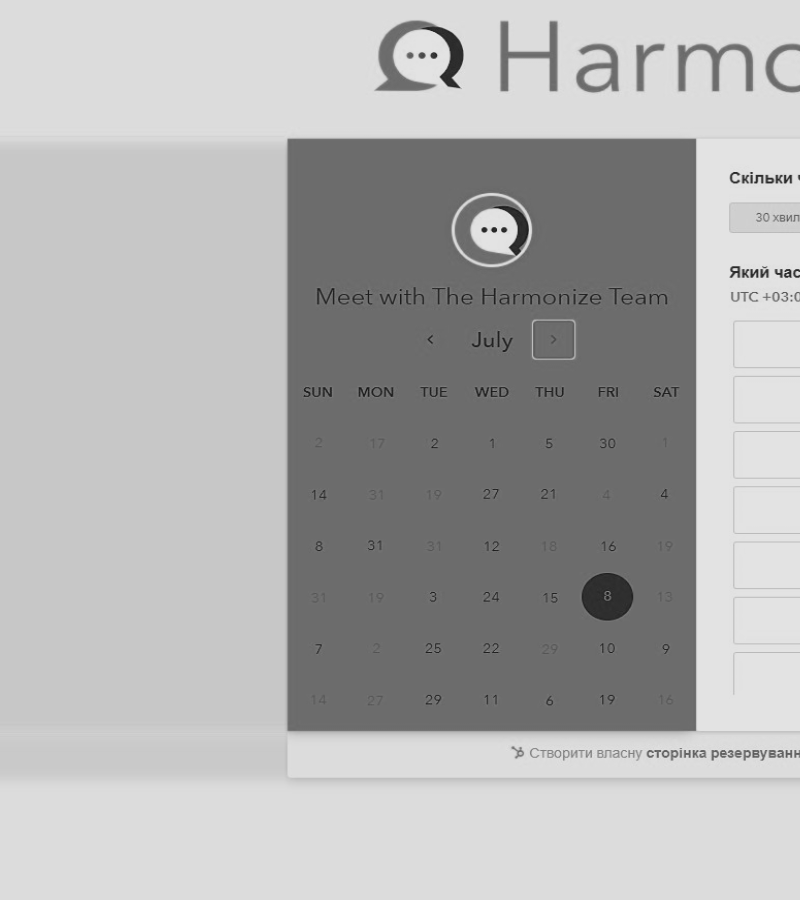 Harmo
Meet with The Harmonize Team
July
SUN MON TUE WED THU FRI SAT
2 17 2 1 5 30 1
14 31 19 27 21 4 4
8 31 31 12 18 16 19
31 19 3 24 15 8 13
7 2 25 22 29 10 9
14 27 29 11 6 19 16
Скільки
30 хвил
Який час
UTC +03:0
Створити власну сторінка резервуванн